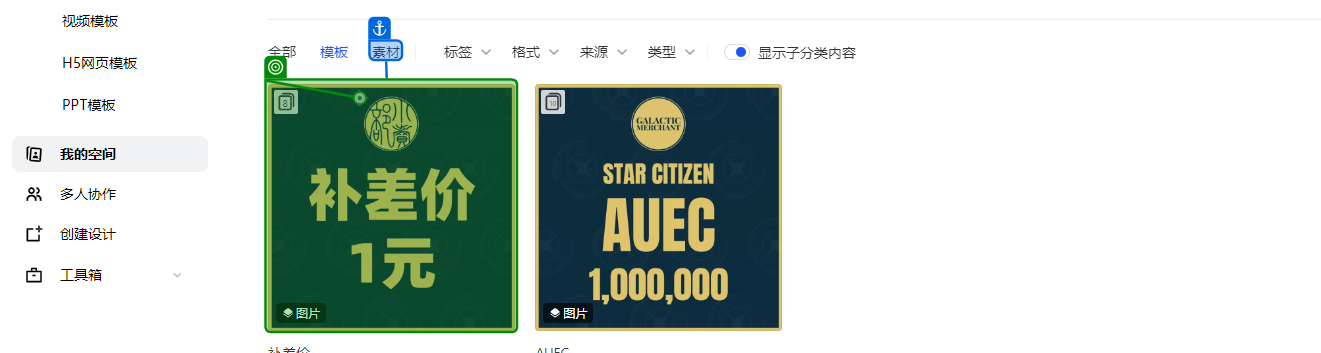 视频模板
H5网页模板
PPT模板
我的空间
多人协作
创建设计
工具箱
全部 模板 素材 标签 格式 来源 类型 显示子分类内容
8
补差价
1元
图片
补差价
10
GALACTIC
MERCHANT
STAR CITIZEN
AUEC
1,000,000
图片
AUEC